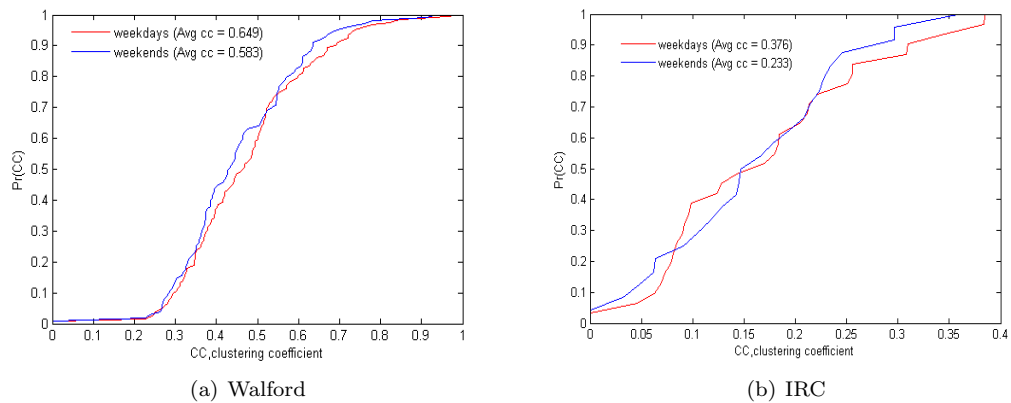 1
0.9
0.8
0.7
0.6
0.5
0.4
0.3
0.2
0.1
0
Pr(CC)
weekdays (Avg cc = 0.649)
weekends (Avg cc = 0.583)
0 0.1 0.2 0.3 0.4 0.5 0.6 0.7 0.8 0.9 1
CC,clustering coefficient
(a) Walford
1
0.9
0.8
0.7
0.6
0.5
0.4
0.3
0.2
0.1
0
Pr(CC)
weekdays (Avg cc = 0.376)
weekends (Avg cc = 0.233)
0 0.05 0.1 0.15 0.2 0.25 0.3 0.35 0.4
CC,clustering coefficient
(b) IRC